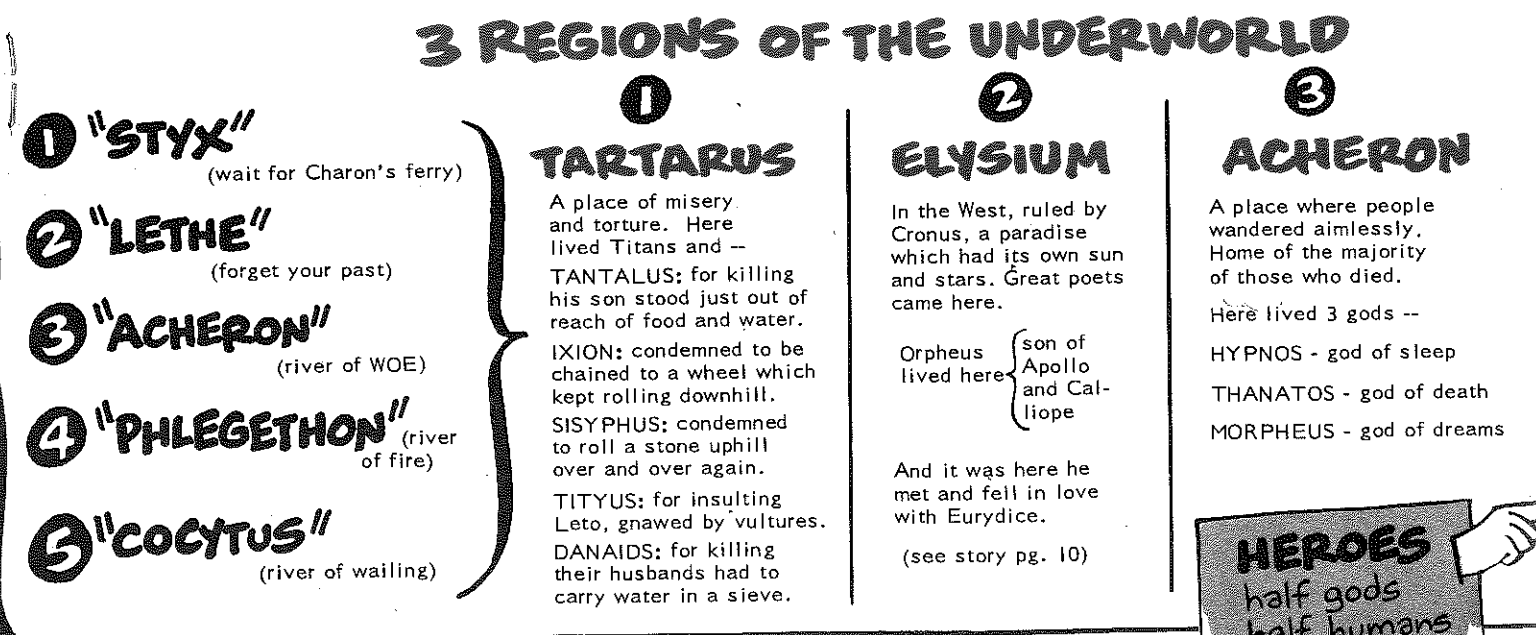 3 REGIONS OF THE UNDERWORLD
1 "STYX"
(wait for Charon's ferry)
2 "LETHE"
(forget your past)
3 "ACHERON"
(river of WOE)
4 "PHLEGETHON" (river
of fire)
5 "COCYTUS"
(river of wailing)
1
TARTARUS
A place of misery
and torture. Here
lived Titans and --
TANTALUS: for killing
his son stood just out of
reach of food and water.
IXION: condemned to be
chained to a wheel which
kept rolling downhill.
SISYPHUS: condemned
to roll a stone uphill
over and over again.
TITYUS: for insulting
Leto, gnawed by vultures.
DANAIDS: for killing
their husbands had to
carry water in a sieve.
2
ELYSIUM
In the West, ruled by
Cronus, a paradise
which had its own sun
and stars. Great poets
came here.
Orpheus
lived here
son of
Apollo
and Cal-
liope
And it was here he
met and fell in love
with Eurydice.
(see story pg. 10)
3
ACHERON
A place where people
wandered aimlessly.
Home of the majority
of those who died.
Here lived 3 gods --
HYPNOS - god of sleep
THANATOS - god of death
MORPHEUS - god of dreams
HEROES
half gods
half humans